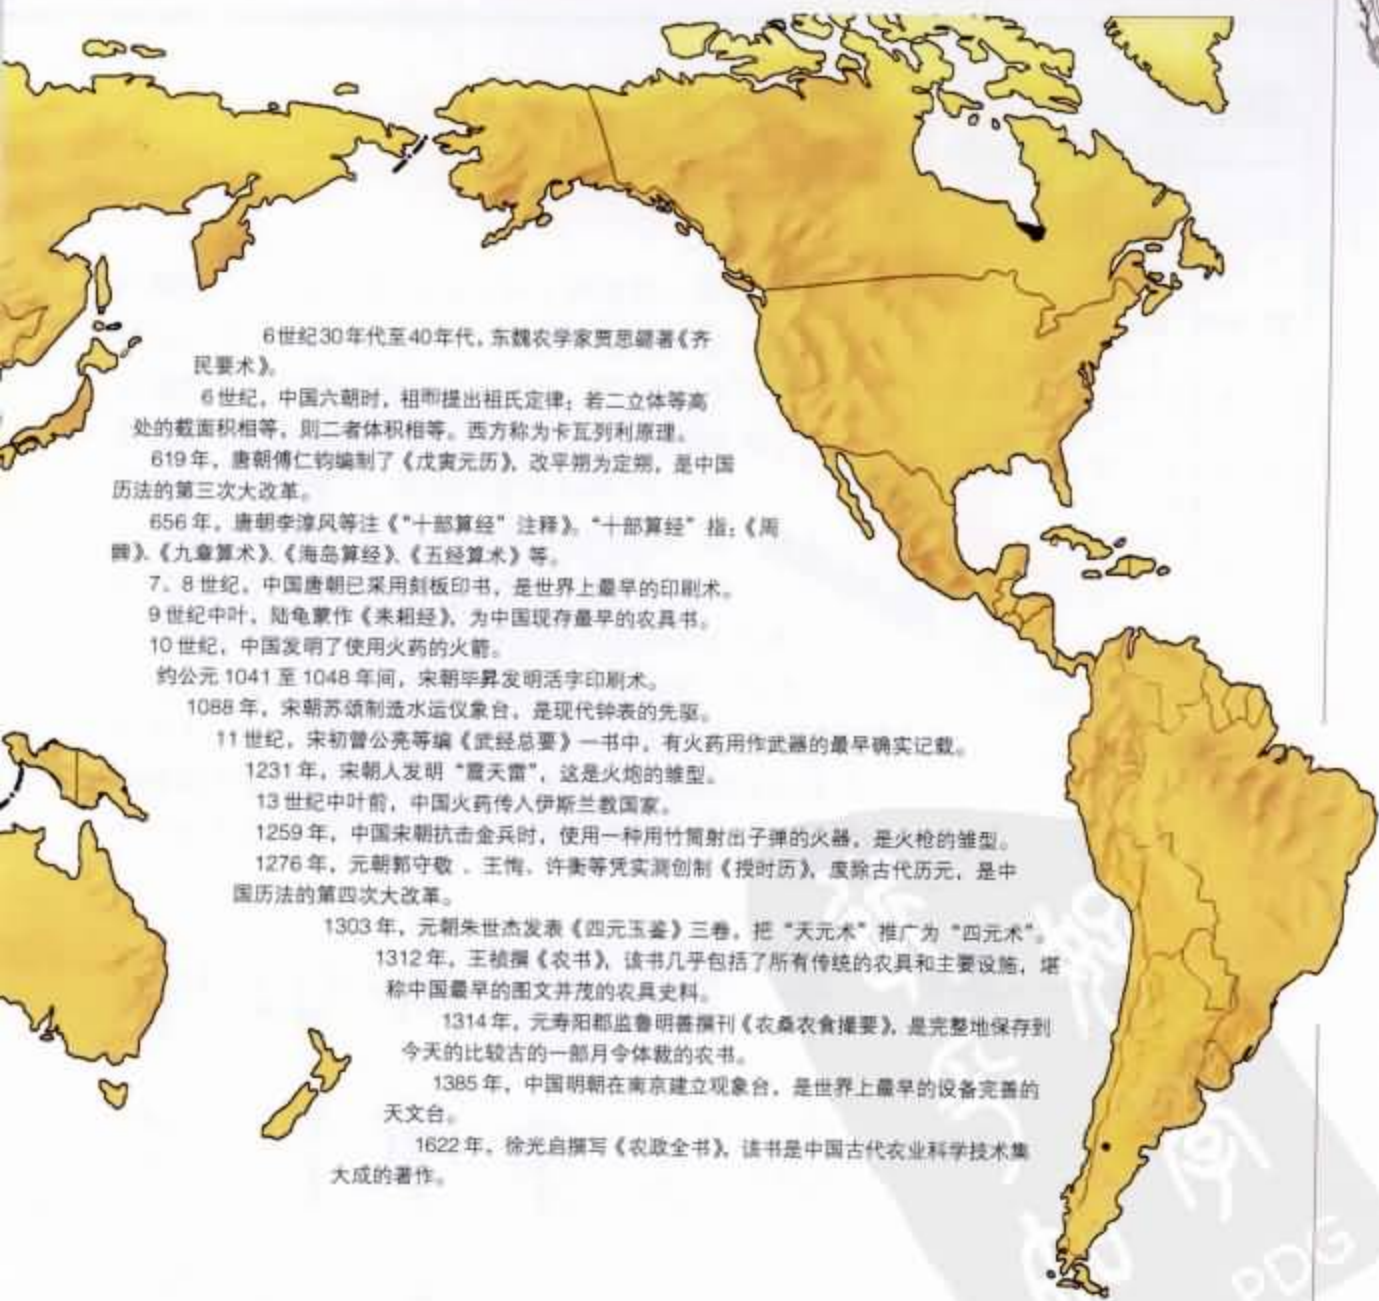 6世纪30年代至40年代，东魏农学家贾思勰著《齐
民要术》。
6世纪，中国六朝时，祖 提出祖氏定律：若二立体等高
处的截面积相等，则二者体积相等。西方称为卡瓦列利原理。
619年，唐朝傅仁钧编制了《戊寅元历》，改平朔为定朔，是中国
历法的第三次大改革。
656年，唐朝李淳风等注《“十部算经”注释》。“十部算经”指：《周
髀》、《九章算术》、《海岛算经》、《五经算术》等。
7、8世纪，中国唐朝已采用刻板印书，是世界上最早的印刷术。
9世纪中叶，陆龟蒙作《耒耜经》，为中国现存最早的农具书。
10世纪，中国发明了使用火药的火箭。
约公元1041至1048年间，宋朝毕昇发明活字印刷术。
1088年，宋朝苏颂制造水运仪象台，是现代钟表的先驱。
11世纪，宋初曾公亮等编《武经总要》一书中，有火药用作武器的最早确实记载。
1231年，宋朝人发明“震天雷”，这是火炮的雏型。
13世纪中叶前，中国火药传入伊斯兰教国家。
1259年，中国宋朝抗击金兵时，使用一种用竹筒射出子弹的火器，是火枪的雏型。
1276年，元朝郭守敬、王恂、许衡等凭实测创制《授时历》，废除古代历元，是中
国历法的第四次大改革。
1303年，元朝朱世杰发表《四元玉鉴》三卷，把“天元术”推广为“四元术”。
1312年，王桢撰《农书》，该书几乎包括了所有传统的农具和主要设施，堪
称中国最早的图文并茂的农具史料。
1314年，元寿阳郡监鲁明善撰刊《农桑衣食撮要》，是完整地保存到
今天的比较古的一部月令体裁的农书。
1385年，中国明朝在南京建立观象台，是世界上最早的设备完善的
天文台。
1622年，徐光启撰写《农政全书》，该书是中国古代农业科学技术集
大成的著作。
PDG